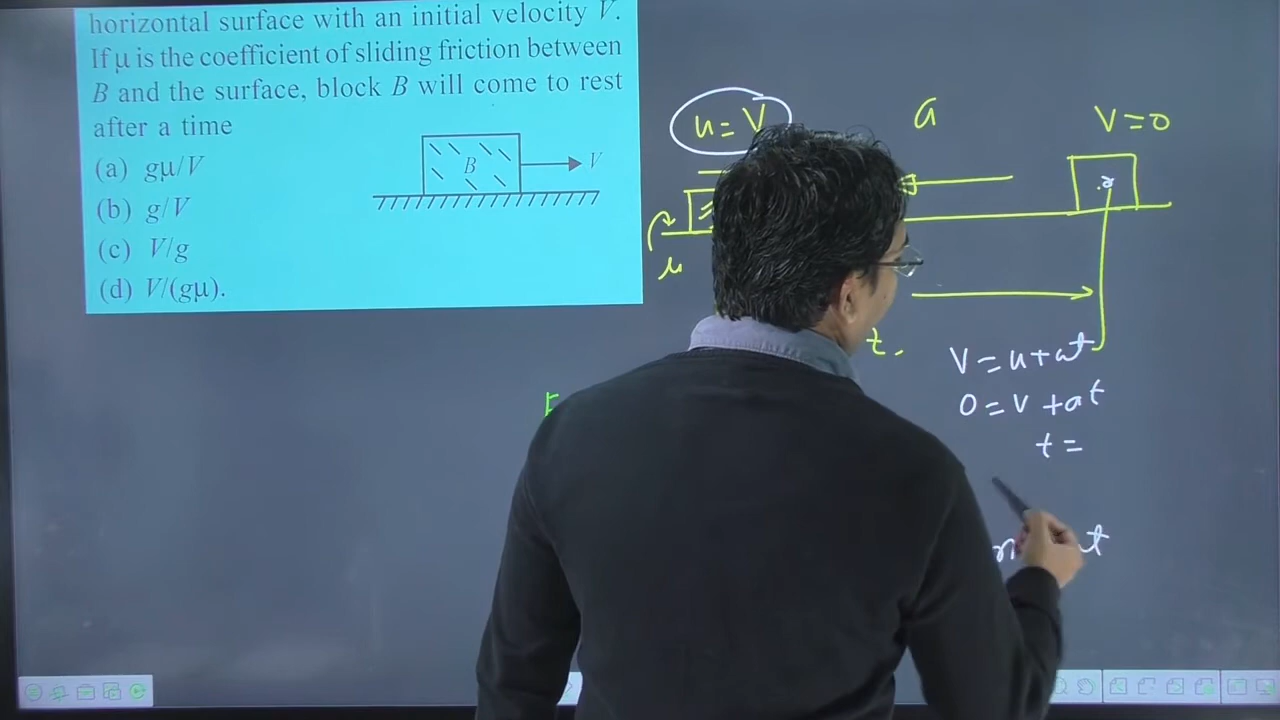 horizontal surface with an initial velocity V.
If μ is the coefficient of sliding friction between
B and the surface, block B will come to rest
after a time
(a) gμ/V
(b) g/V
(c) V/g
(d) V/(gμ).
B
V
u = V
a
V = 0
μ
t.
V = u + at
0 = V + at
t =